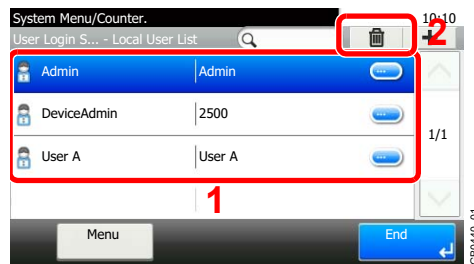 System Menu/Counter. 10:10
User Login S... - Local User List 2
Admin Admin
DeviceAdmin 2500
1/1
User A User A
1
Menu End